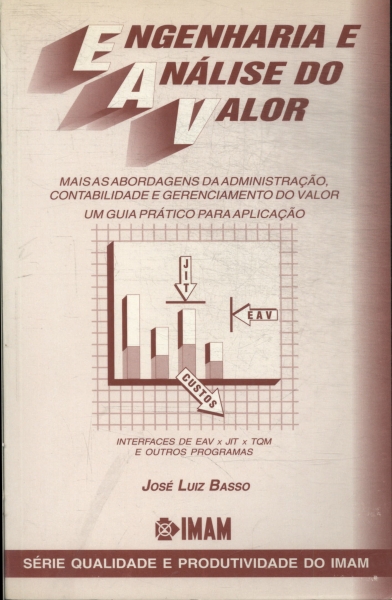 ENGENHARIA E
ANÁLISE DO
VALOR
MAIS AS ABORDAGENS DA ADMINISTRAÇÃO,
CONTABILIDADE E GERENCIAMENTO DO VALOR
UM GUIA PRÁTICO PARA APLICAÇÃO
JIT
EAV
CUSTOS
INTERFACES DE EAV x JIT x TQM
E OUTROS PROGRAMAS
JOSÉ LUIZ BASSO
IMAM
SÉRIE QUALIDADE E PRODUTIVIDADE DO IMAM